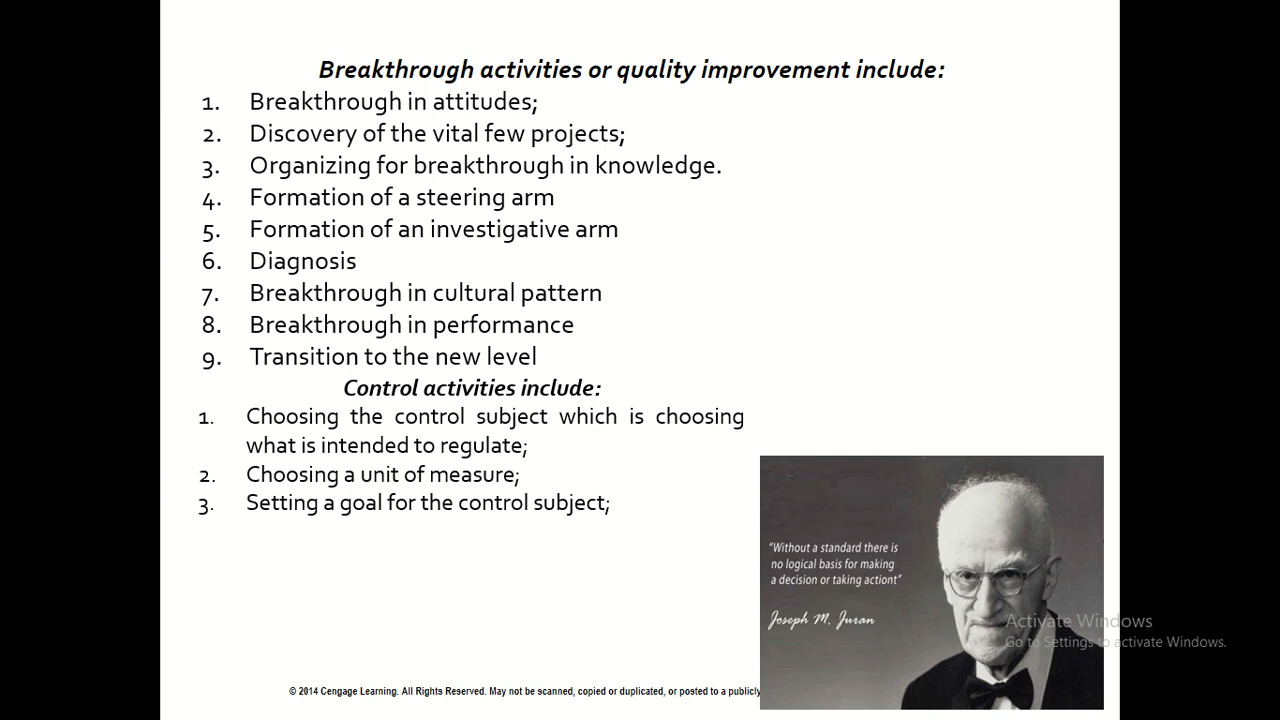 Breakthrough activities or quality improvement include:
1. Breakthrough in attitudes;
2. Discovery of the vital few projects;
3. Organizing for breakthrough in knowledge.
4. Formation of a steering arm
5. Formation of an investigative arm
6. Diagnosis
7. Breakthrough in cultural pattern
8. Breakthrough in performance
9. Transition to the new level
Control activities include:
1. Choosing the control subject which is choosing
what is intended to regulate;
2. Choosing a unit of measure;
3. Setting a goal for the control subject;
"Without a standard there is
no logical basis for making
a decision or taking actiont"
Joseph M. Juran
Activate Windows
Go to Settings to activate Windows.
© 2014 Cengage Learning. All Rights Reserved. May not be scanned, copied or duplicated, or posted to a publicly